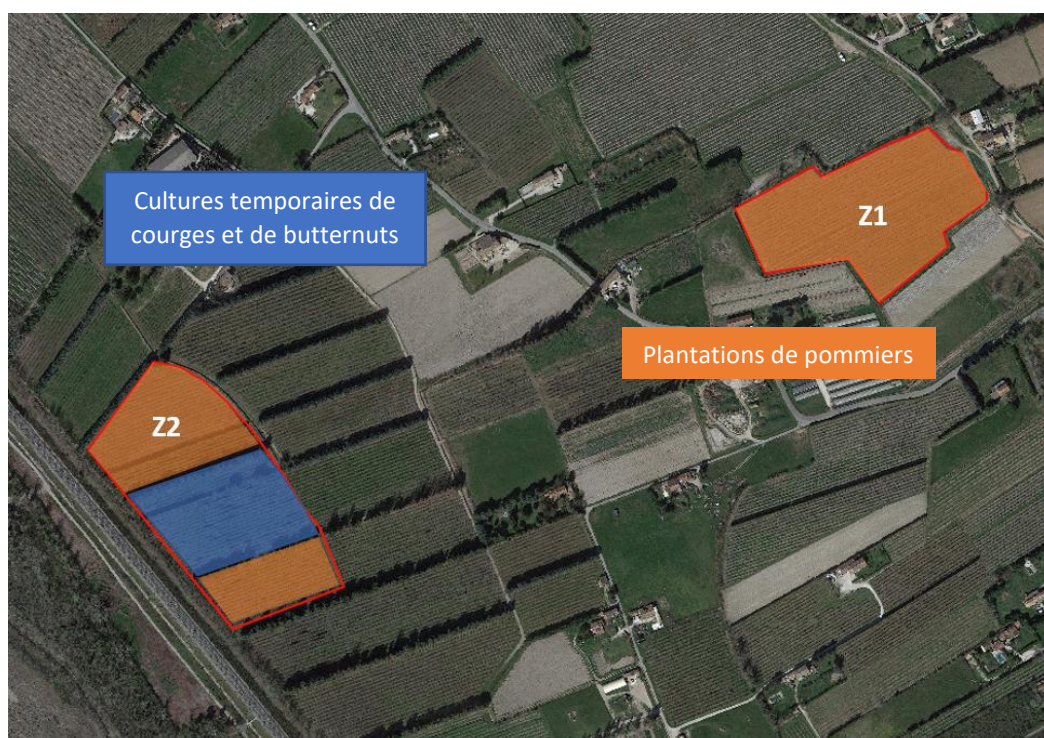 Cultures temporaires de
courges et de butternuts
Z1
Plantations de pommiers
Z2